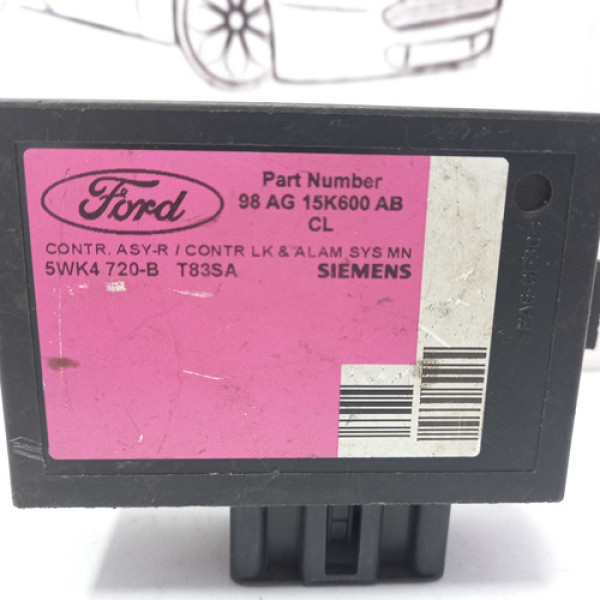 Ford
Part Number
98 AG 15K600 AB
CL
CONTR. ASY-R / CONTR LK & ALAM SYS MN
5WK4 720-B T83SA SIEMENS